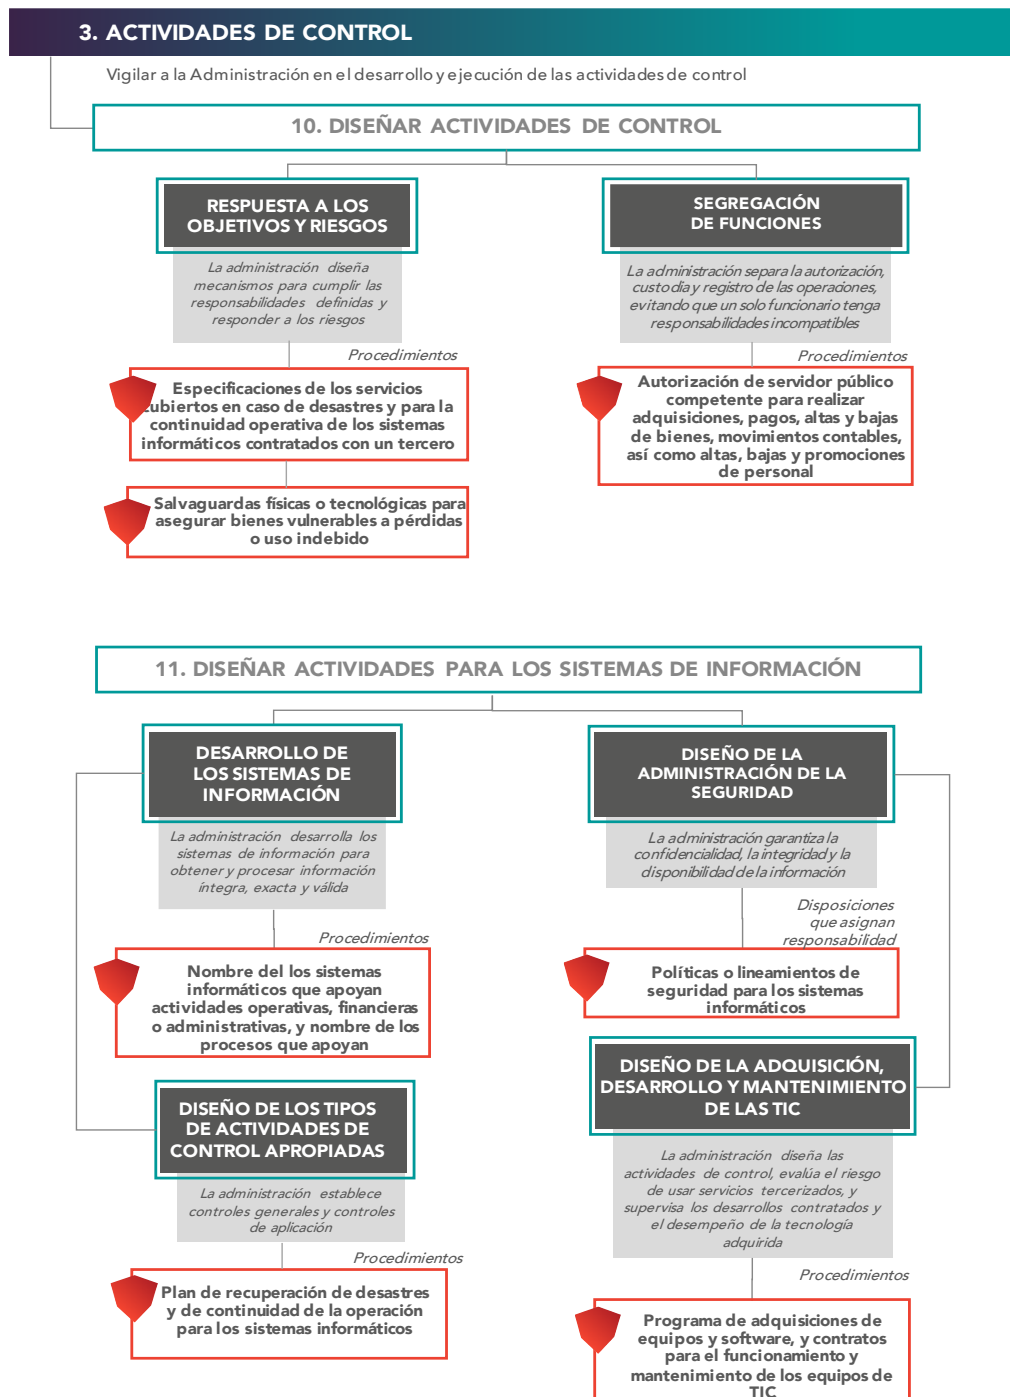 3. ACTIVIDADES DE CONTROL
Vigilar a la Administración en el desarrollo y ejecución de las actividades de control
10. DISEÑAR ACTIVIDADES DE CONTROL
RESPUESTA A LOS
OBJETIVOS Y RIESGOS
La administración diseña
mecanismos para cumplir las
responsabilidades definidas y
responder a los riesgos
Procedimientos
Especificaciones de los servicios
cubiertos en caso de desastres y para la
continuidad operativa de los sistemas
informáticos contratados con un tercero
Salvaguardas físicas o tecnológicas para
asegurar bienes vulnerables a pérdidas
o uso indebido
SEGREGACIÓN
DE FUNCIONES
La administración separa la autorización,
custodia y registro de las operaciones,
evitando que un solo funcionario tenga
responsabilidades incompatibles
Procedimientos
Autorización de servidor público
competente para realizar
adquisiciones, pagos, altas y bajas
de bienes, movimientos contables,
así como altas, bajas y promociones
de personal
11. DISEÑAR ACTIVIDADES PARA LOS SISTEMAS DE INFORMACIÓN
DESARROLLO DE
LOS SISTEMAS DE
INFORMACIÓN
La administración desarrolla los
sistemas de información para
obtener y procesar información
íntegra, exacta y válida
Procedimientos
Nombre del los sistemas
informáticos que apoyan
actividades operativas, financieras
o administrativas, y nombre de los
procesos que apoyan
DISEÑO DE LOS TIPOS
DE ACTIVIDADES DE
CONTROL APROPIADAS
La administración establece
controles generales y controles
de aplicación
Procedimientos
Plan de recuperación de desastres
y de continuidad de la operación
para los sistemas informáticos
DISEÑO DE LA
ADMINISTRACIÓN DE LA
SEGURIDAD
La administración garantiza la
confidencialidad, la integridad y la
disponibilidad de la información
Disposiciones
que asignan
responsabilidad
Políticas o lineamientos de
seguridad para los sistemas
informáticos
DISEÑO DE LA ADQUISICIÓN,
DESARROLLO Y MANTENIMIENTO
DE LAS TIC
La administración diseña las
actividades de control, evalúa el riesgo
de usar servicios tercerizados, y
supervisa los desarrollos contratados y
el desempeño de la tecnología
adquirida
Procedimientos
Programa de adquisiciones de
equipos y software, y contratos
para el funcionamiento y
mantenimiento de los equipos de
TIC